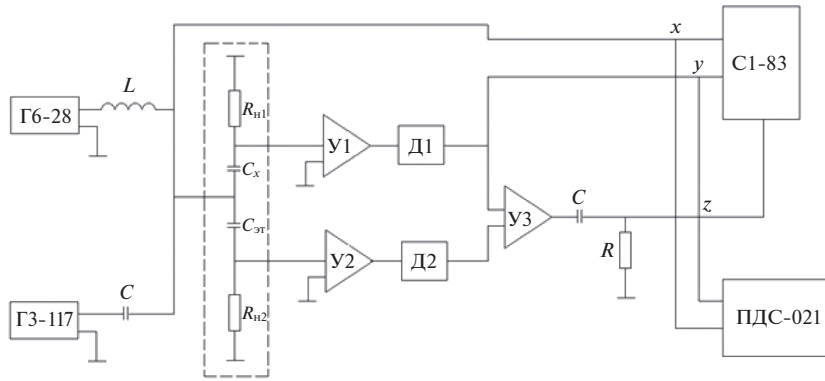 x
С1-83
y
L
Г6-28
Rн1
У1
Д1
Cx
C
z
У3
Cэт
R
У2
Д2
C
Г3-117
Rн2
ПДС-021